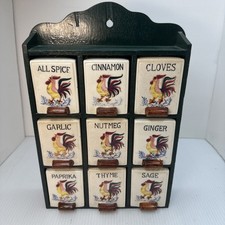 ALL SPICE CINNAMON CLOVES
GARLIC NUTMEG GINGER
PAPRIKA THYME SAGE